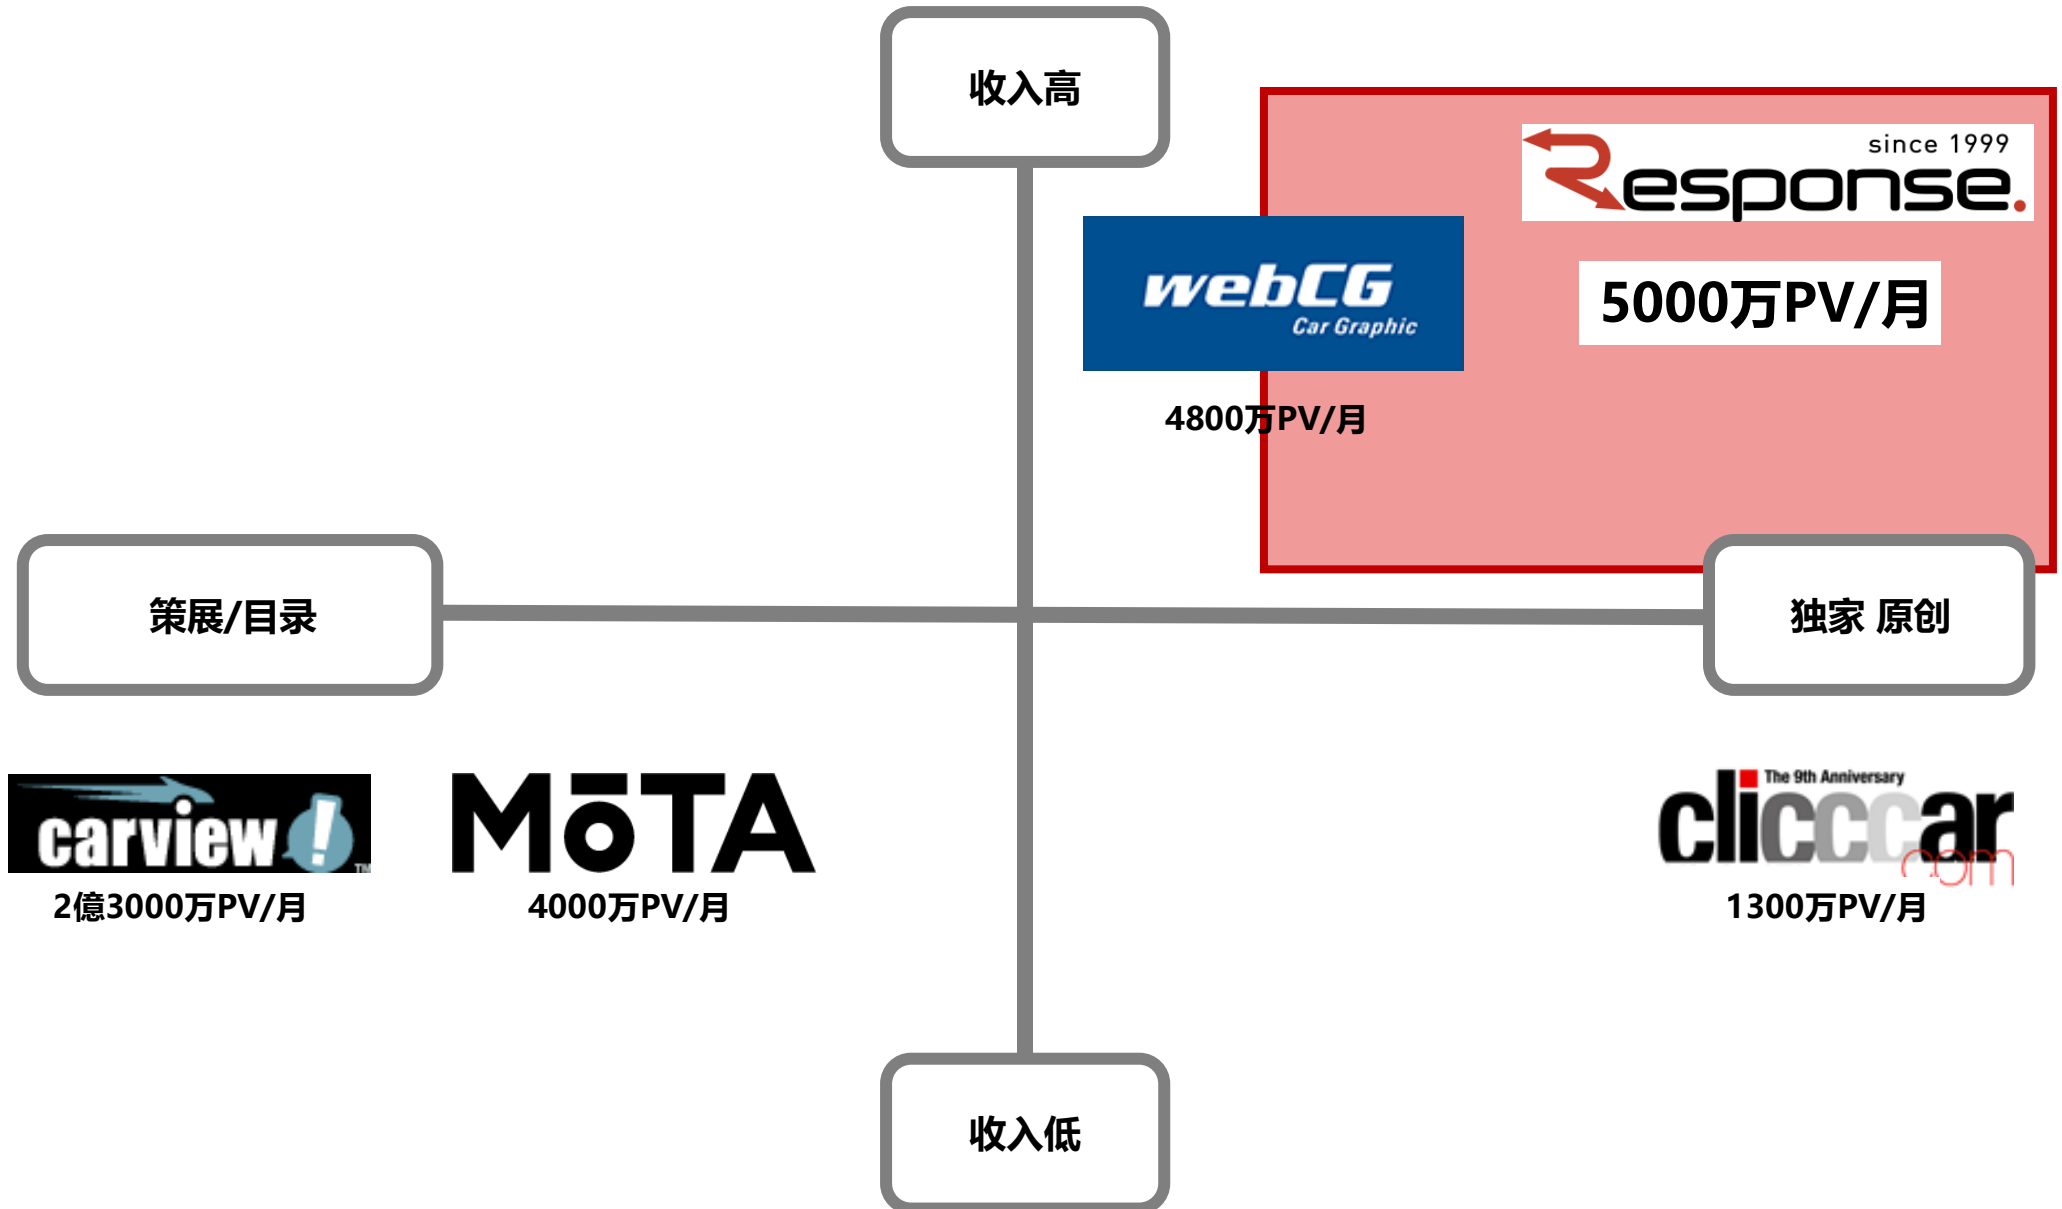 收入高
since 1999
Response.
webCG
Car Graphic
5000万PV/月
4800万PV/月
策展/目录
独家 原创
carview!
TM
MōTA
The 9th Anniversary
cliccar
com
2億3000万PV/月
4000万PV/月
1300万PV/月
收入低